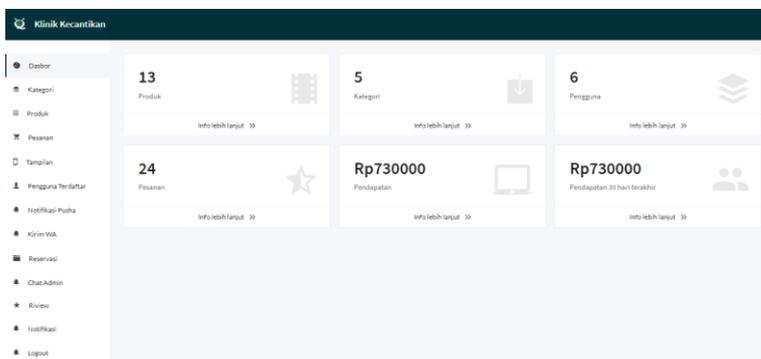 Klinik Kecantikan
Dasbor
Kategori
Produk
Pesanan
Tampilan
Pengguna Terdaftar
Notifikasi Pusha
Kirim WA
Reservasi
Chat Admin
Riview
Notifikasi
Logout
13
Produk
Info lebih lanjut
5
Kategori
Info lebih lanjut
6
Pengguna
Info lebih lanjut
24
Pesanan
Info lebih lanjut
Rp730000
Pendapatan
Info lebih lanjut
Rp730000
Pendapatan 30 hari terakhir
Info lebih lanjut